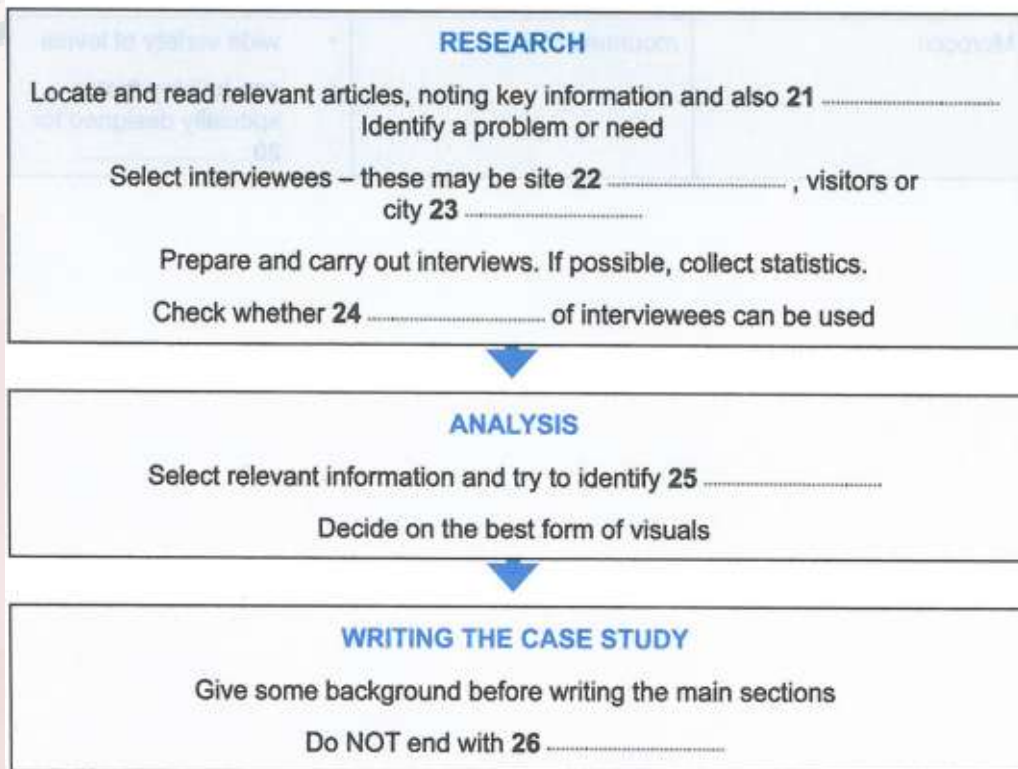 RESEARCH
Locate and read relevant articles, noting key information and also 21 ..............................
Identify a problem or need
Select interviewees – these may be site 22 .............................. , visitors or
city 23 ..............................
Prepare and carry out interviews. If possible, collect statistics.
Check whether 24 .............................. of interviewees can be used
ANALYSIS
Select relevant information and try to identify 25 ..............................
Decide on the best form of visuals
WRITING THE CASE STUDY
Give some background before writing the main sections
Do NOT end with 26 ..............................